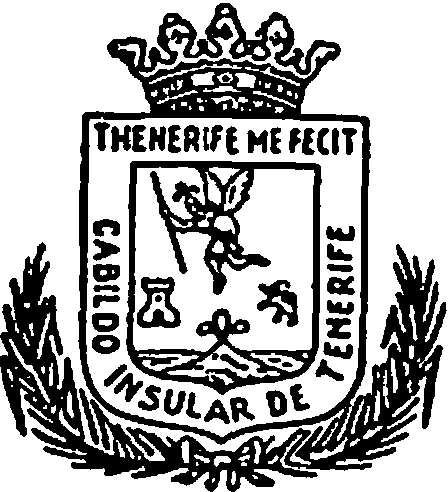 THENERIFE ME FECIT
CABILDO INSULAR DE TENERIFE